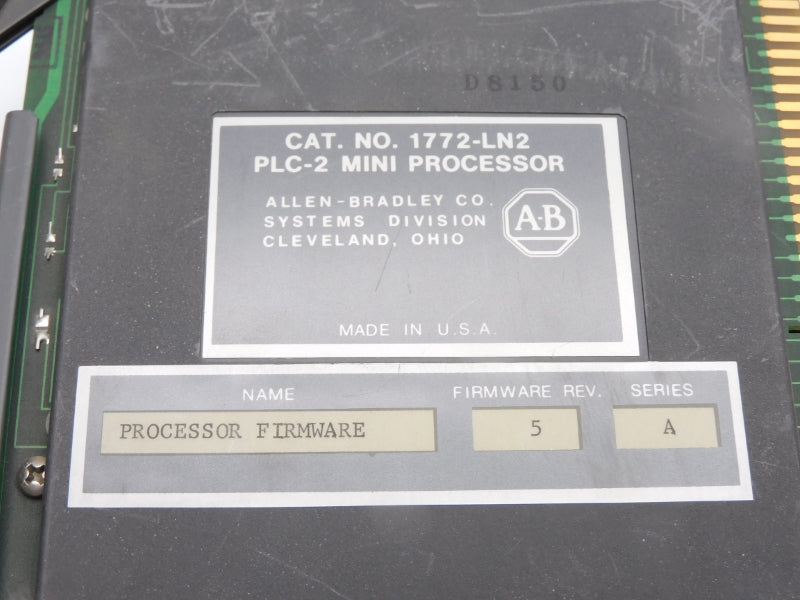 D8150
CAT. NO. 1772-LN2
PLC-2 MINI PROCESSOR
ALLEN-BRADLEY CO.
SYSTEMS DIVISION
CLEVELAND, OHIO
A-B
MADE IN U.S.A.
NAME FIRMWARE REV. SERIES
PROCESSOR FIRMWARE 5 A